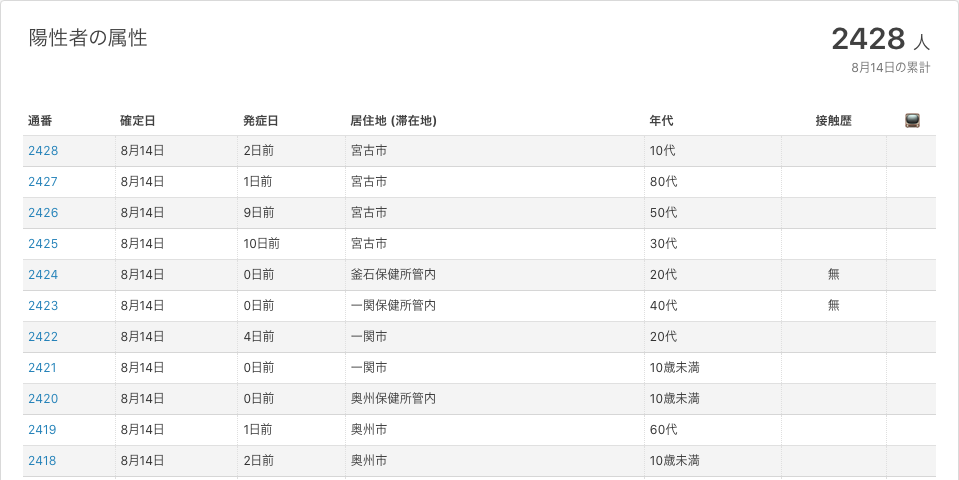 陽性者の属性
2428 人
8月14日の累計
通番 確定日 発症日 居住地 (滞在地) 年代 接触歴
2428 8月14日 2日前 宮古市 10代
2427 8月14日 1日前 宮古市 80代
2426 8月14日 9日前 宮古市 50代
2425 8月14日 10日前 宮古市 30代
2424 8月14日 0日前 釜石保健所管内 20代 無
2423 8月14日 0日前 一関保健所管内 40代 無
2422 8月14日 4日前 一関市 20代
2421 8月14日 0日前 一関市 10歳未満
2420 8月14日 0日前 奥州保健所管内 10歳未満
2419 8月14日 1日前 奥州市 60代
2418 8月14日 2日前 奥州市 10歳未満